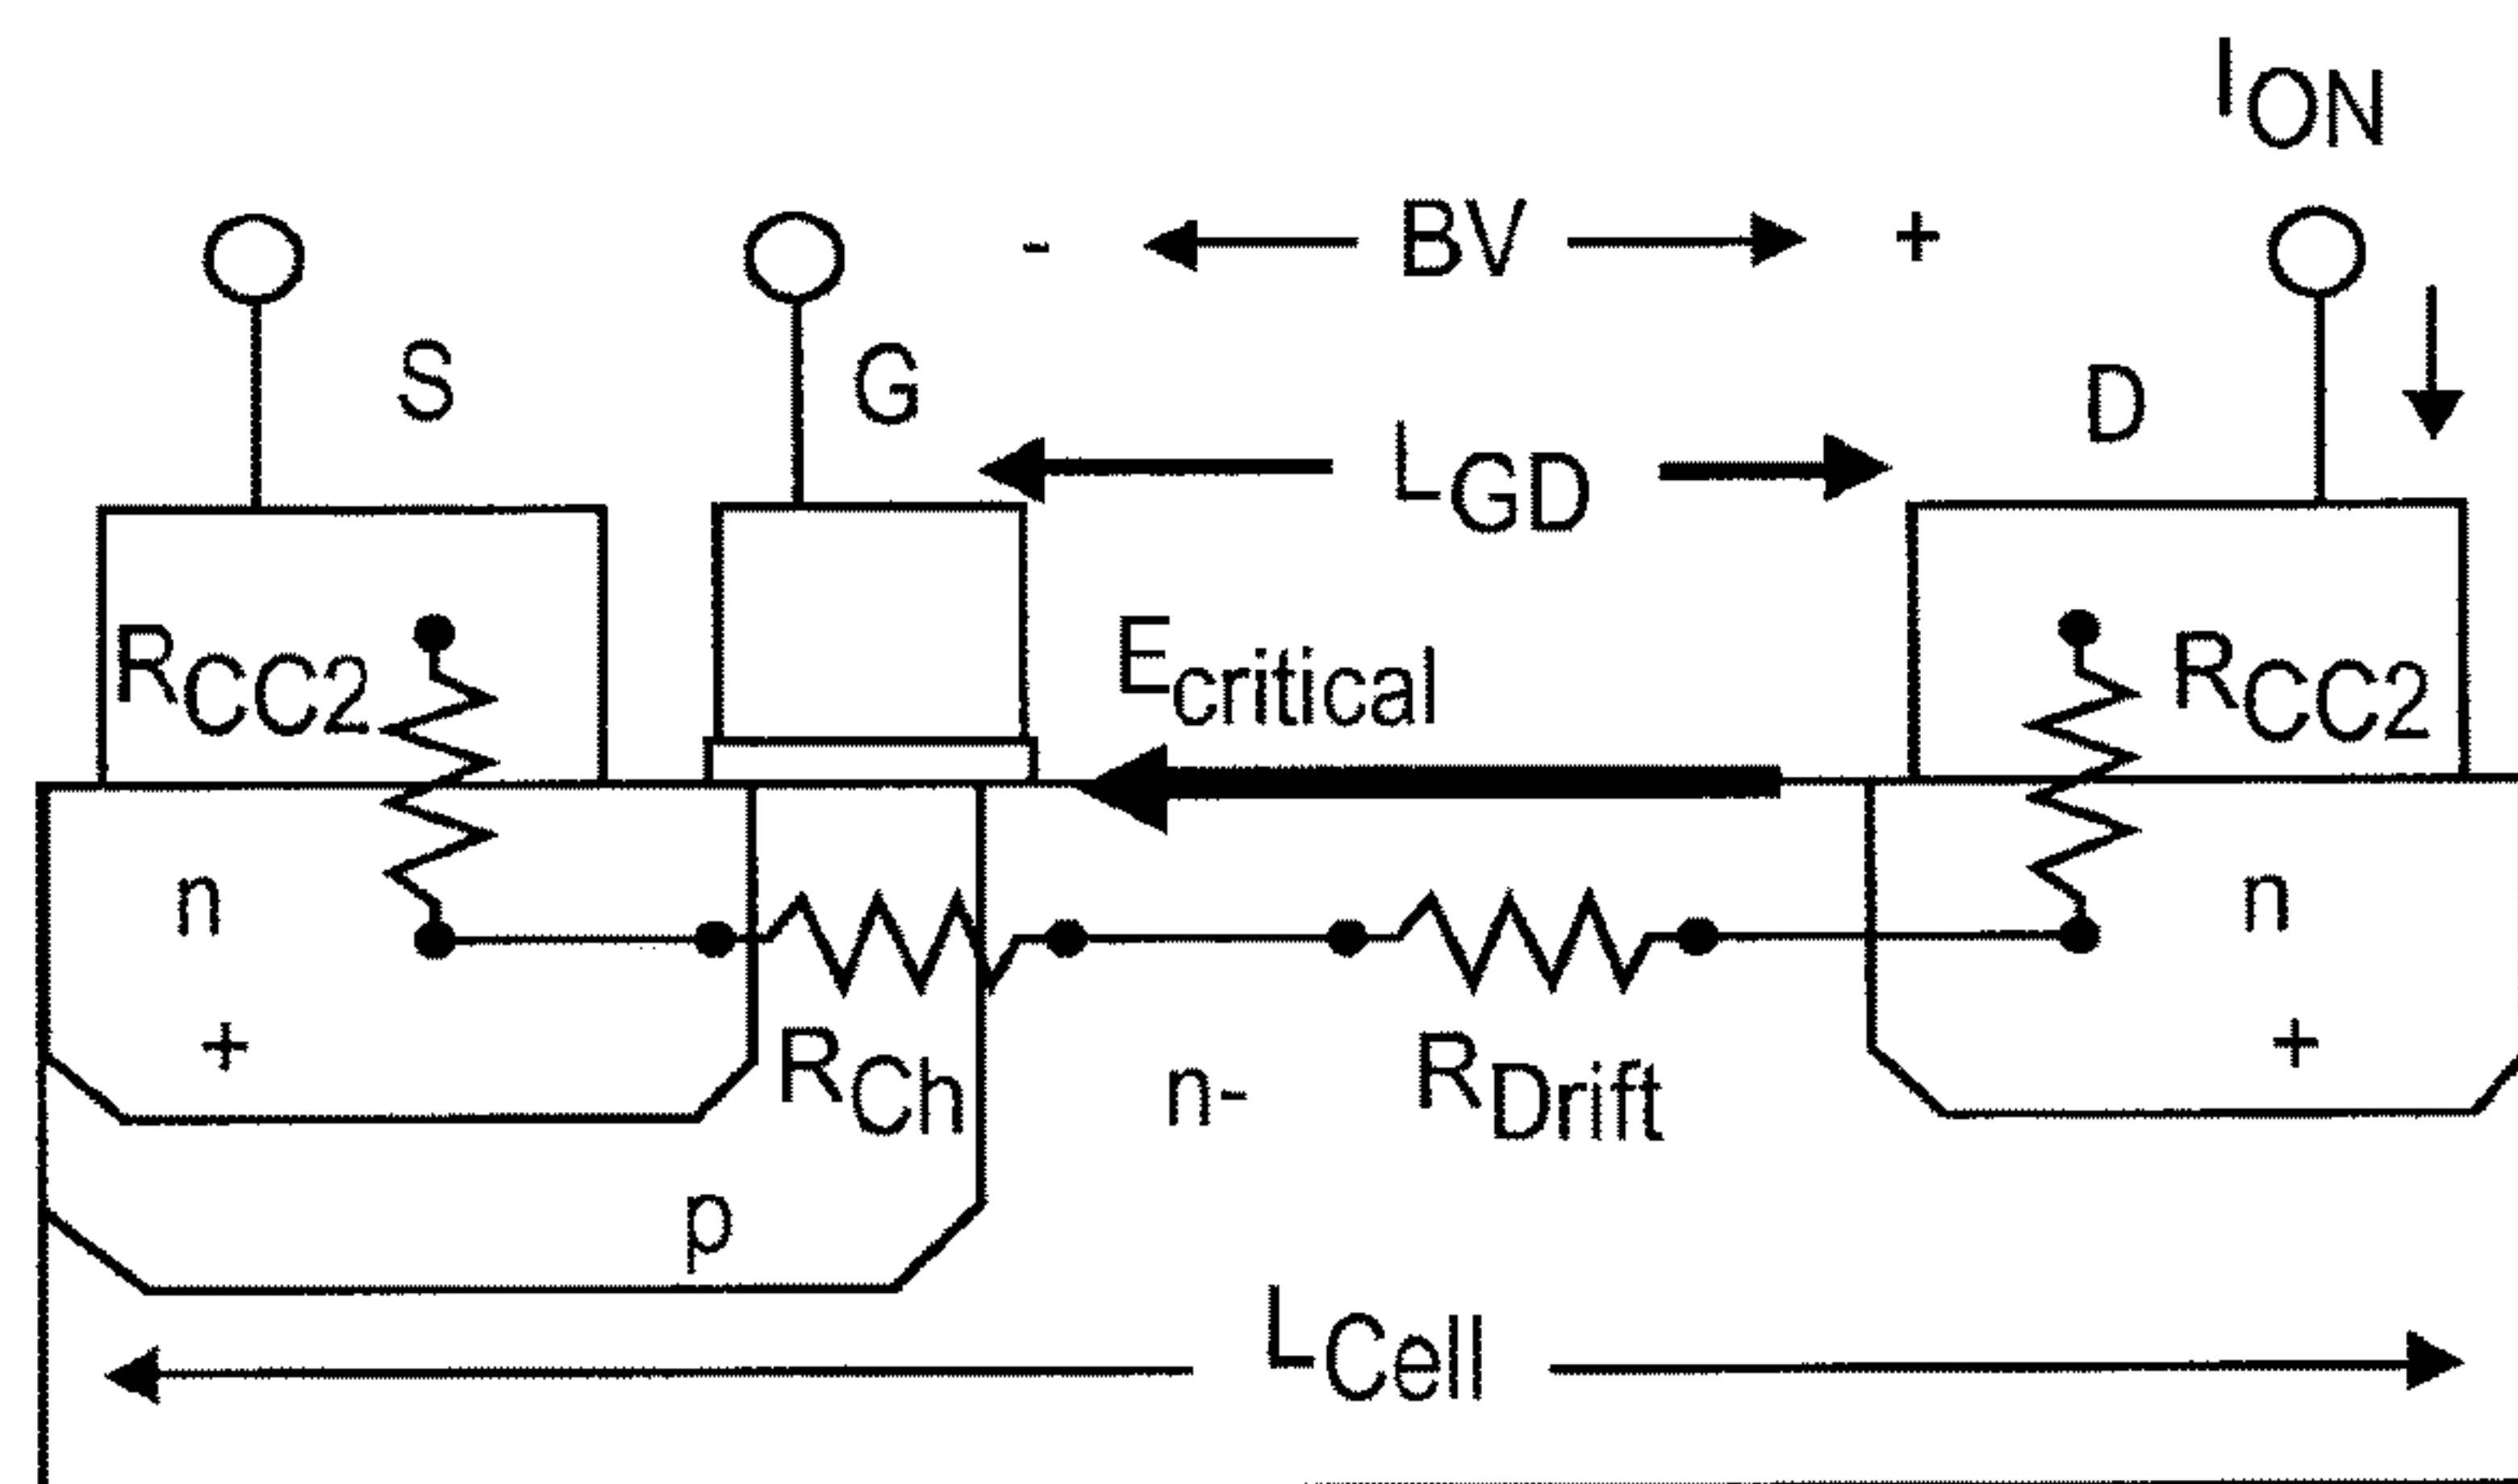 I_ON
- BV +
S G D
L_GD
R_CC2 E_critical R_CC2
n n
+ +
R_Ch n- R_Drift
p
L_Cell